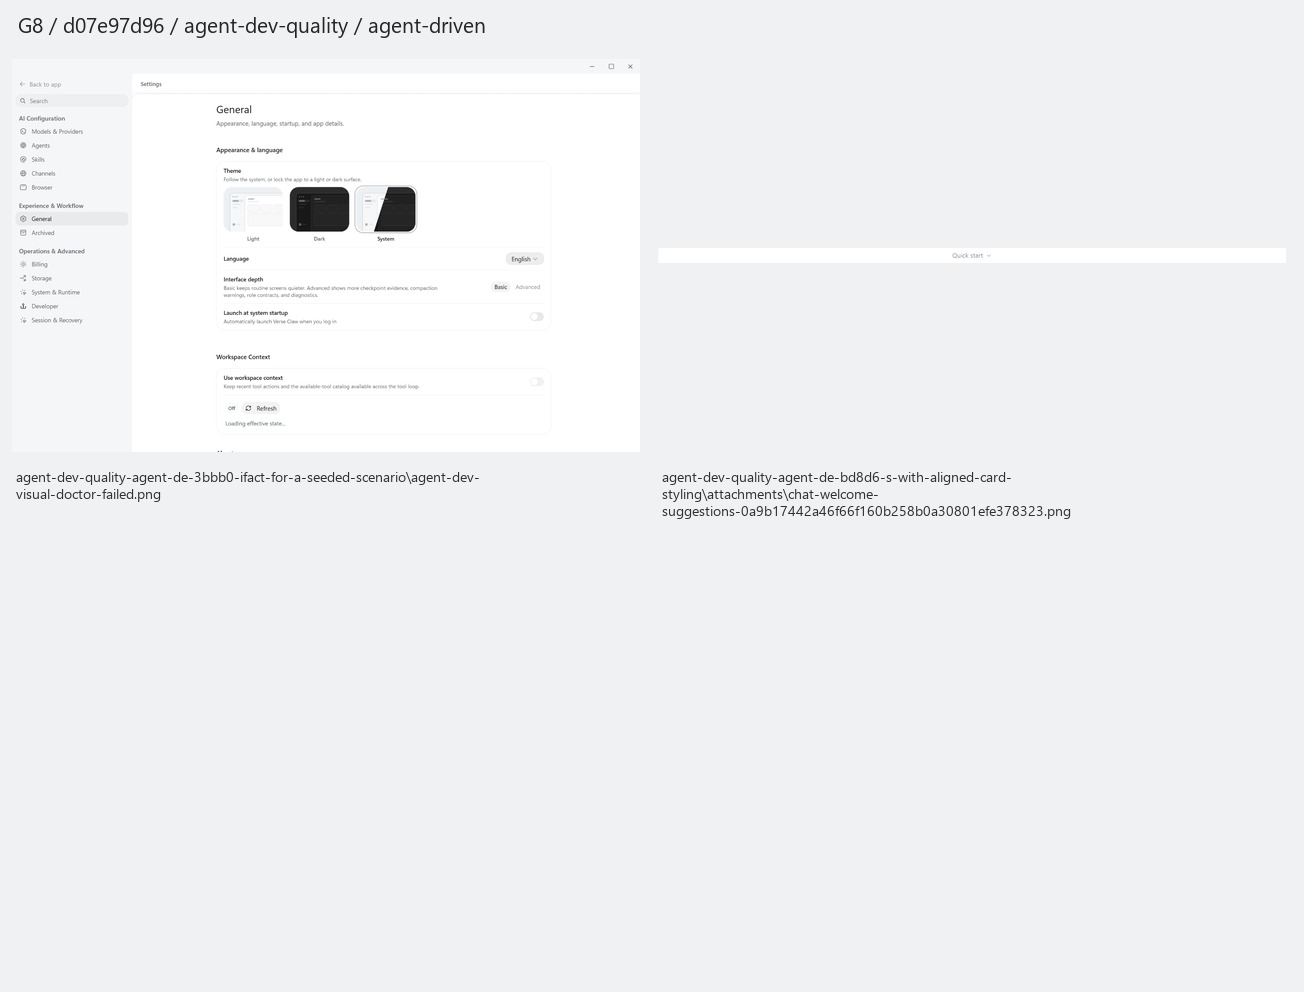 G8 / d07e97d96 / agent-dev-quality / agent-driven
Back to app
Search
AI Configuration
Models & Providers
Agents
Skills
Channels
Browser
Experience & Workflow
General
Archived
Operations & Advanced
Billing
Storage
System & Runtime
Developer
Session & Recovery
Settings
General
Appearance, language, startup, and app details.
Appearance & language
Theme
Follow the system, or lock the app to a light or dark surface.
Light
Dark
System
Language
English
Interface depth
Basic keeps routine screens quieter. Advanced shows more checkpoint evidence, compaction
warnings, role contracts, and diagnostics.
Basic
Advanced
Launch at system startup
Automatically launch Verse Claw when you log in
Workspace Context
Use workspace context
Keep recent tool actions and the available-tool catalog available across the tool loop.
Off
Refresh
Loading effective state...
agent-dev-quality-agent-de-3bbb0-ifact-for-a-seeded-scenario\agent-dev-
visual-doctor-failed.png
Quick start
agent-dev-quality-agent-de-bd8d6-s-with-aligned-card-
styling\attachments\chat-welcome-
suggestions-0a9b17442a46f66f160b258b0a30801efe378323.png